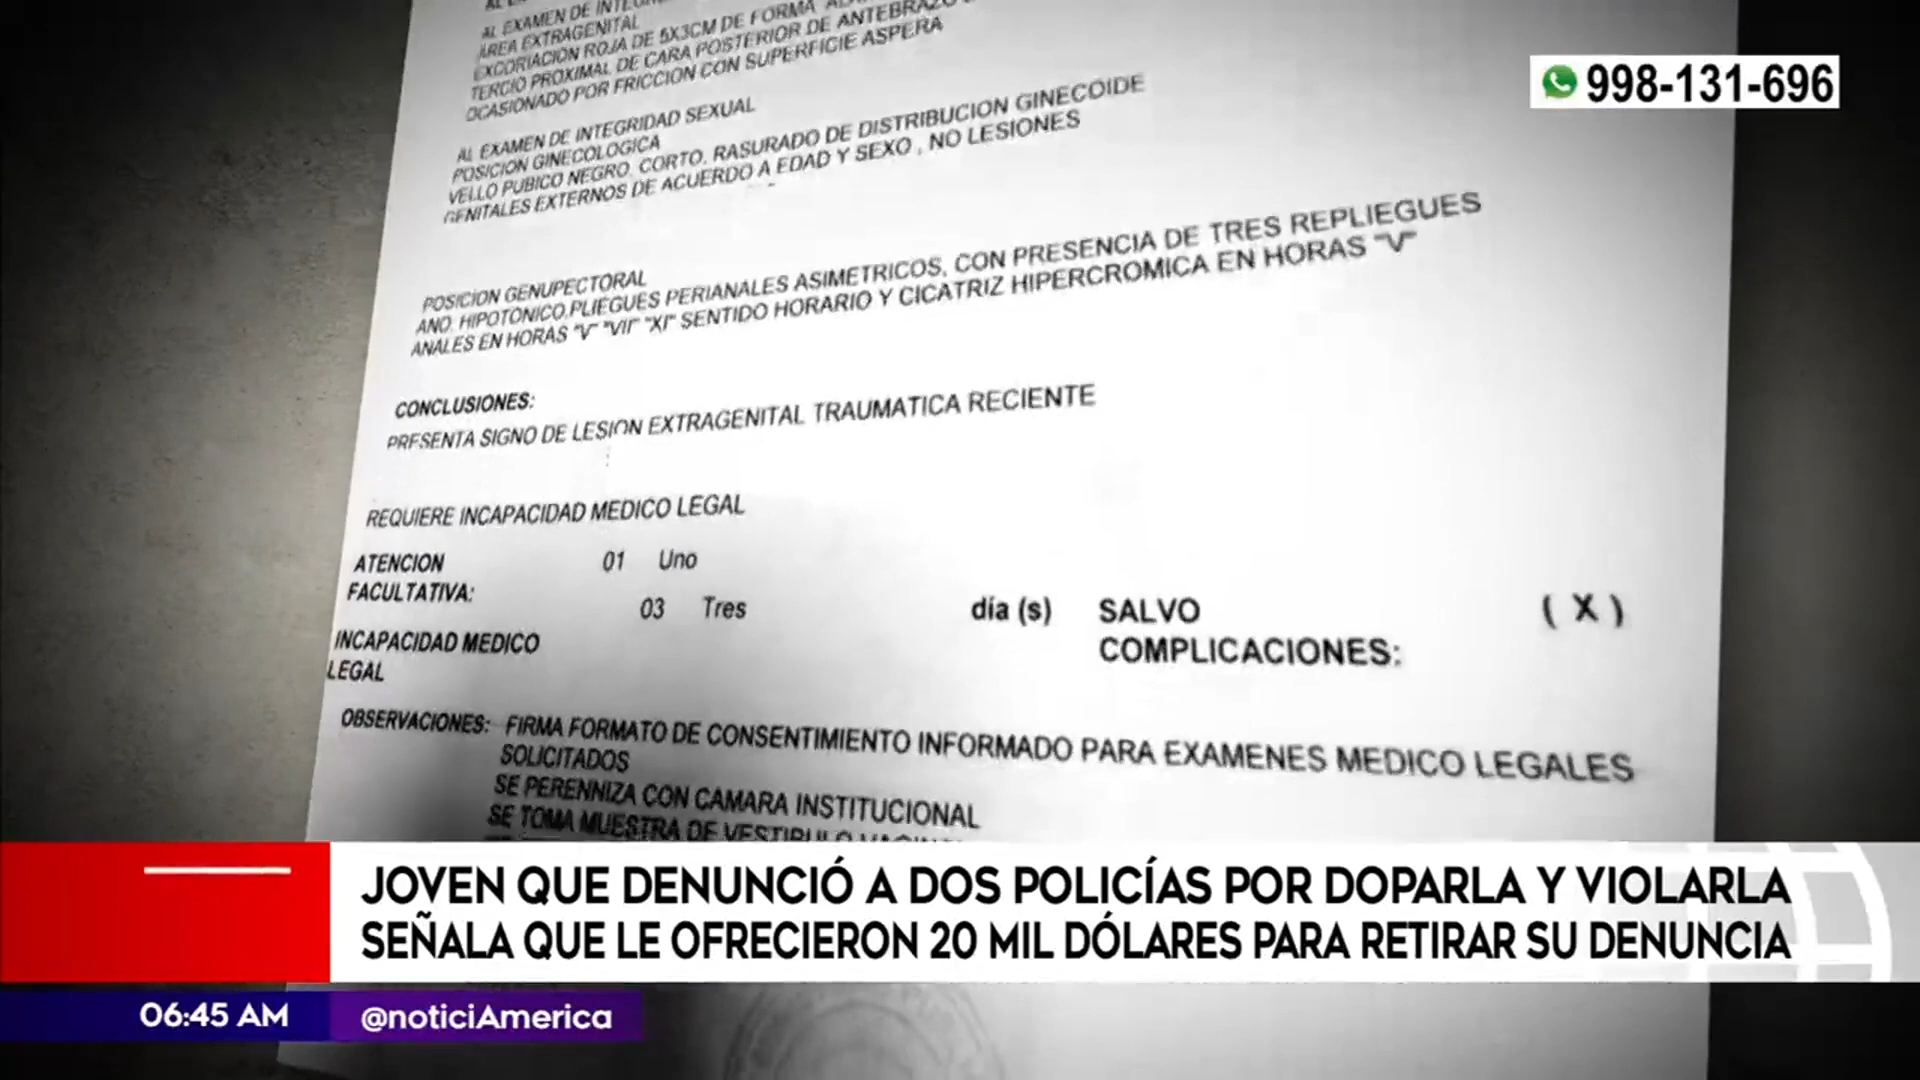 AL EXAMEN DE
AREA EXTRAGENITAL
EXCORIACION ROJA DE 5X3CM DE FORMA
TERCIO PROXIMAL DE CARA POSTERIOR DE ANTEBRAZO
OCASIONADO POR FRICCION CON SUPERFICIE ASPERA
AL EXAMEN DE INTEGRIDAD SEXUAL
POSICION GINECOLOGICA
VELLO PUBICO NEGRO, CORTO, RASURADO DE DISTRIBUCION GINECOIDE
GENITALES EXTERNOS DE ACUERDO A EDAD Y SEXO , NO LESIONES
POSICION GENUPECTORAL
ANO: HIPOTONICO,PLIEGUES PERIANALES ASIMETRICOS, CON PRESENCIA DE TRES REPLIEGUES
ANALES EN HORAS "V" "VII" "XI" SENTIDO HORARIO Y CICATRIZ HIPERCROMICA EN HORAS "V"
CONCLUSIONES:
PRESENTA SIGNO DE LESION EXTRAGENITAL TRAUMATICA RECIENTE
REQUIERE INCAPACIDAD MEDICO LEGAL
ATENCION FACULTATIVA: 01 Uno
INCAPACIDAD MEDICO LEGAL 03 Tres día (s) SALVO COMPLICACIONES: ( X )
OBSERVACIONES: FIRMA FORMATO DE CONSENTIMIENTO INFORMADO PARA EXAMENES MEDICO LEGALES
SOLICITADOS
SE PERENNIZA CON CAMARA INSTITUCIONAL
SE TOMA MUESTRA DE VESTIBULO
998-131-696
JOVEN QUE DENUNCIÓ A DOS POLICÍAS POR DOPARLA Y VIOLARLA
SEÑALA QUE LE OFRECIERON 20 MIL DÓLARES PARA RETIRAR SU DENUNCIA
06:45 AM @noticiAmerica